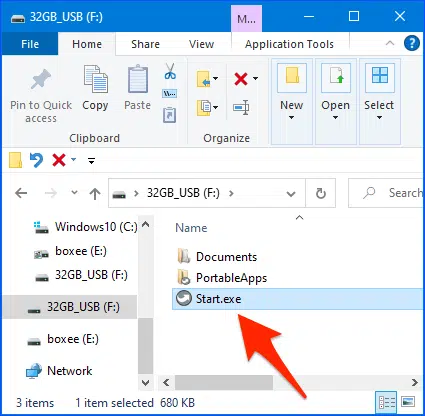 32GB_USB (F:)
M...
File
Home
Share
View
Application Tools
Pin to Quick access
Copy
Paste
New
Open
Select
Clipboard
Organize
32GB_USB (F:)
Search
Name
Windows10 (C:)
boxee (E:)
32GB_USB (F:)
32GB_USB (F:)
boxee (E:)
Network
Documents
PortableApps
Start.exe
3 items
1 item selected 680 KB